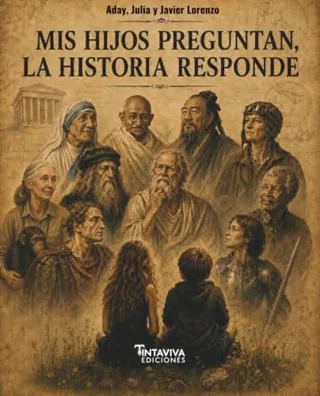 Aday, Julia y Javier Lorenzo
MIS HIJOS PREGUNTAN,
LA HISTORIA RESPONDE
TINTAVIVA
EDICIONES